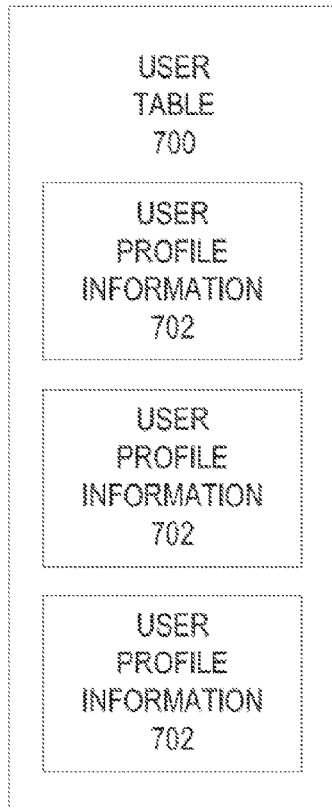 USER
TABLE
700
USER
PROFILE
INFORMATION
702
USER
PROFILE
INFORMATION
702
USER
PROFILE
INFORMATION
702